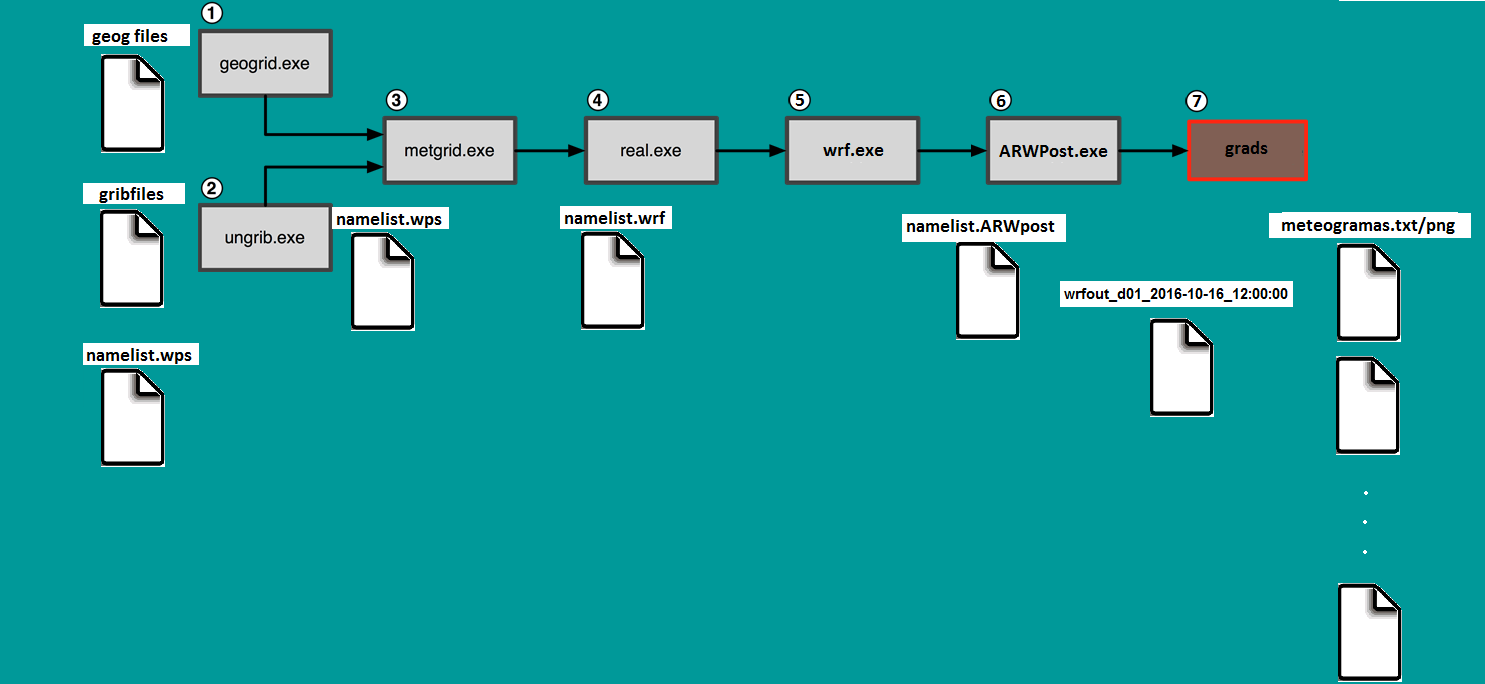 ①
geog files
geogrid.exe
③
④
⑤
⑥
⑦
metgrid.exe
real.exe
wrf.exe
ARWPost.exe
grads
②
gribfiles
ungrib.exe
namelist.wps
namelist.wrf
namelist.ARWpost
meteogramas.txt/png
wrfout_d01_2016-10-16_12:00:00
namelist.wps